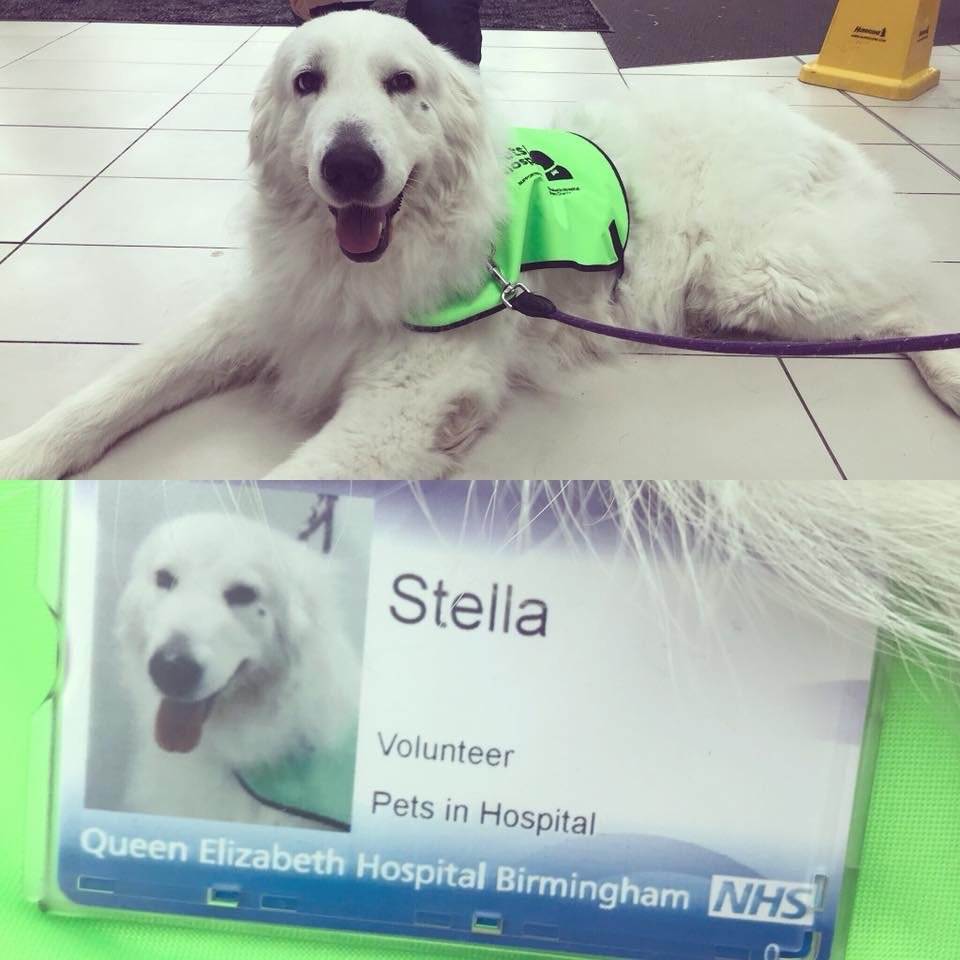 Stella
Volunteer
Pets in Hospital
Queen Elizabeth Hospital Birmingham NHS